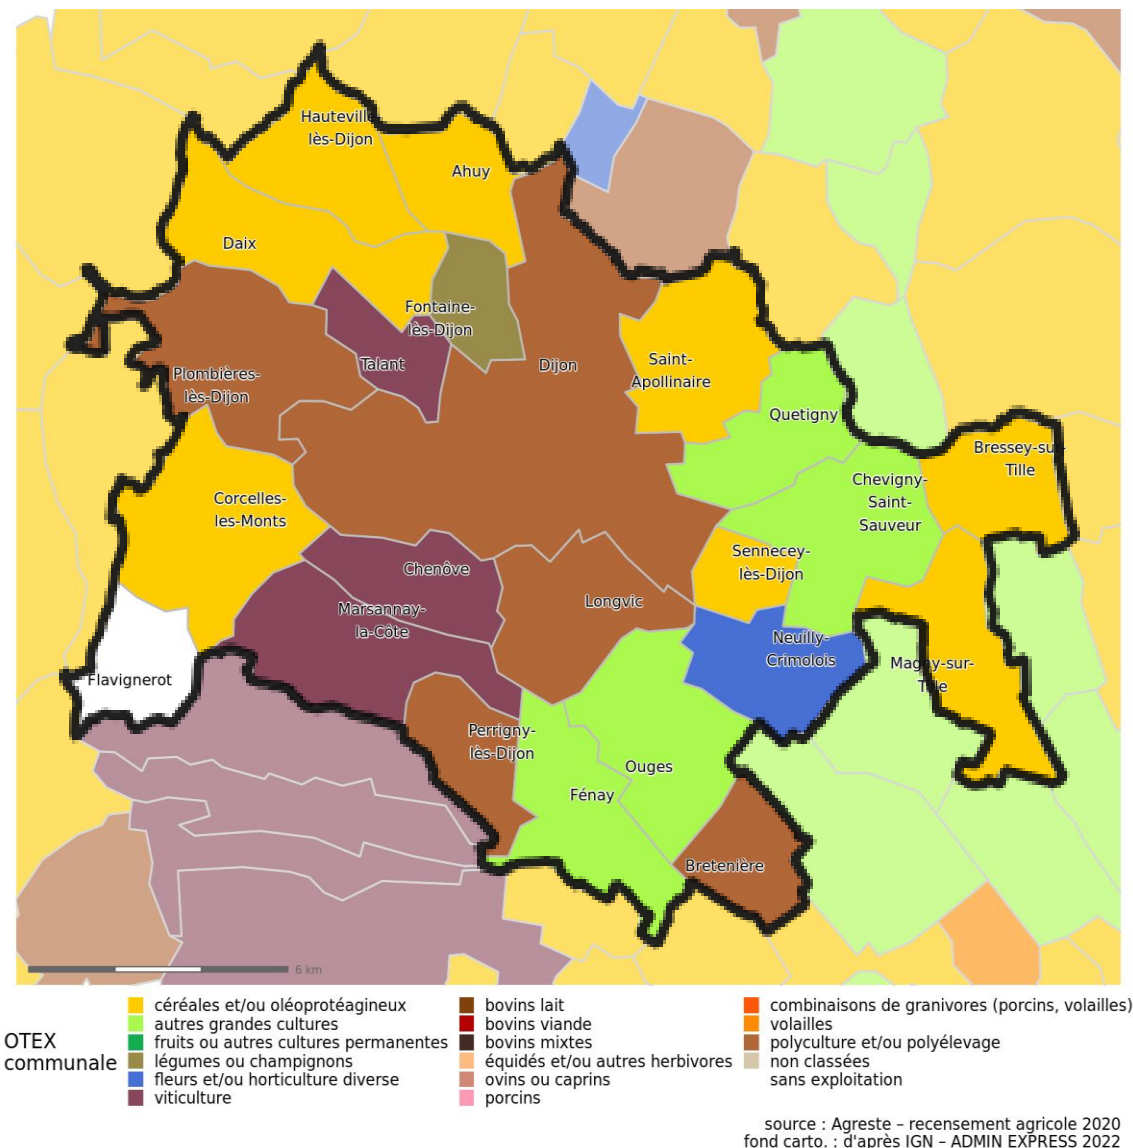 Hauteville-
lès-Dijon
Ahuy
Daix
Fontaine-
lès-Dijon
Talant
Dijon
Saint-
Apollinaire
Plombières-
lès-Dijon
Quetigny
Bressey-sur-
Tille
Chevigny-
Saint-
Sauveur
Corcelles-
les-Monts
Sennecey-
lès-Dijon
Chenôve
Longvic
Marsannay-
la-Côte
Neuilly-
Crimolois
Magny-sur-
Tille
Flavignerot
Perrigny-
lès-Dijon
Ouges
Fénay
Bretenière
6 km
OTEX
communale
céréales et/ou oléoprotéagineux
autres grandes cultures
fruits ou autres cultures permanentes
légumes ou champignons
fleurs et/ou horticulture diverse
viticulture
bovins lait
bovins viande
bovins mixtes
équidés et/ou autres herbivores
ovins ou caprins
porcins
combinaisons de granivores (porcins, volailles)
volailles
polyculture et/ou polyélevage
non classées
sans exploitation
source : Agreste – recensement agricole 2020
fond carto. : d'après IGN – ADMIN EXPRESS 2022